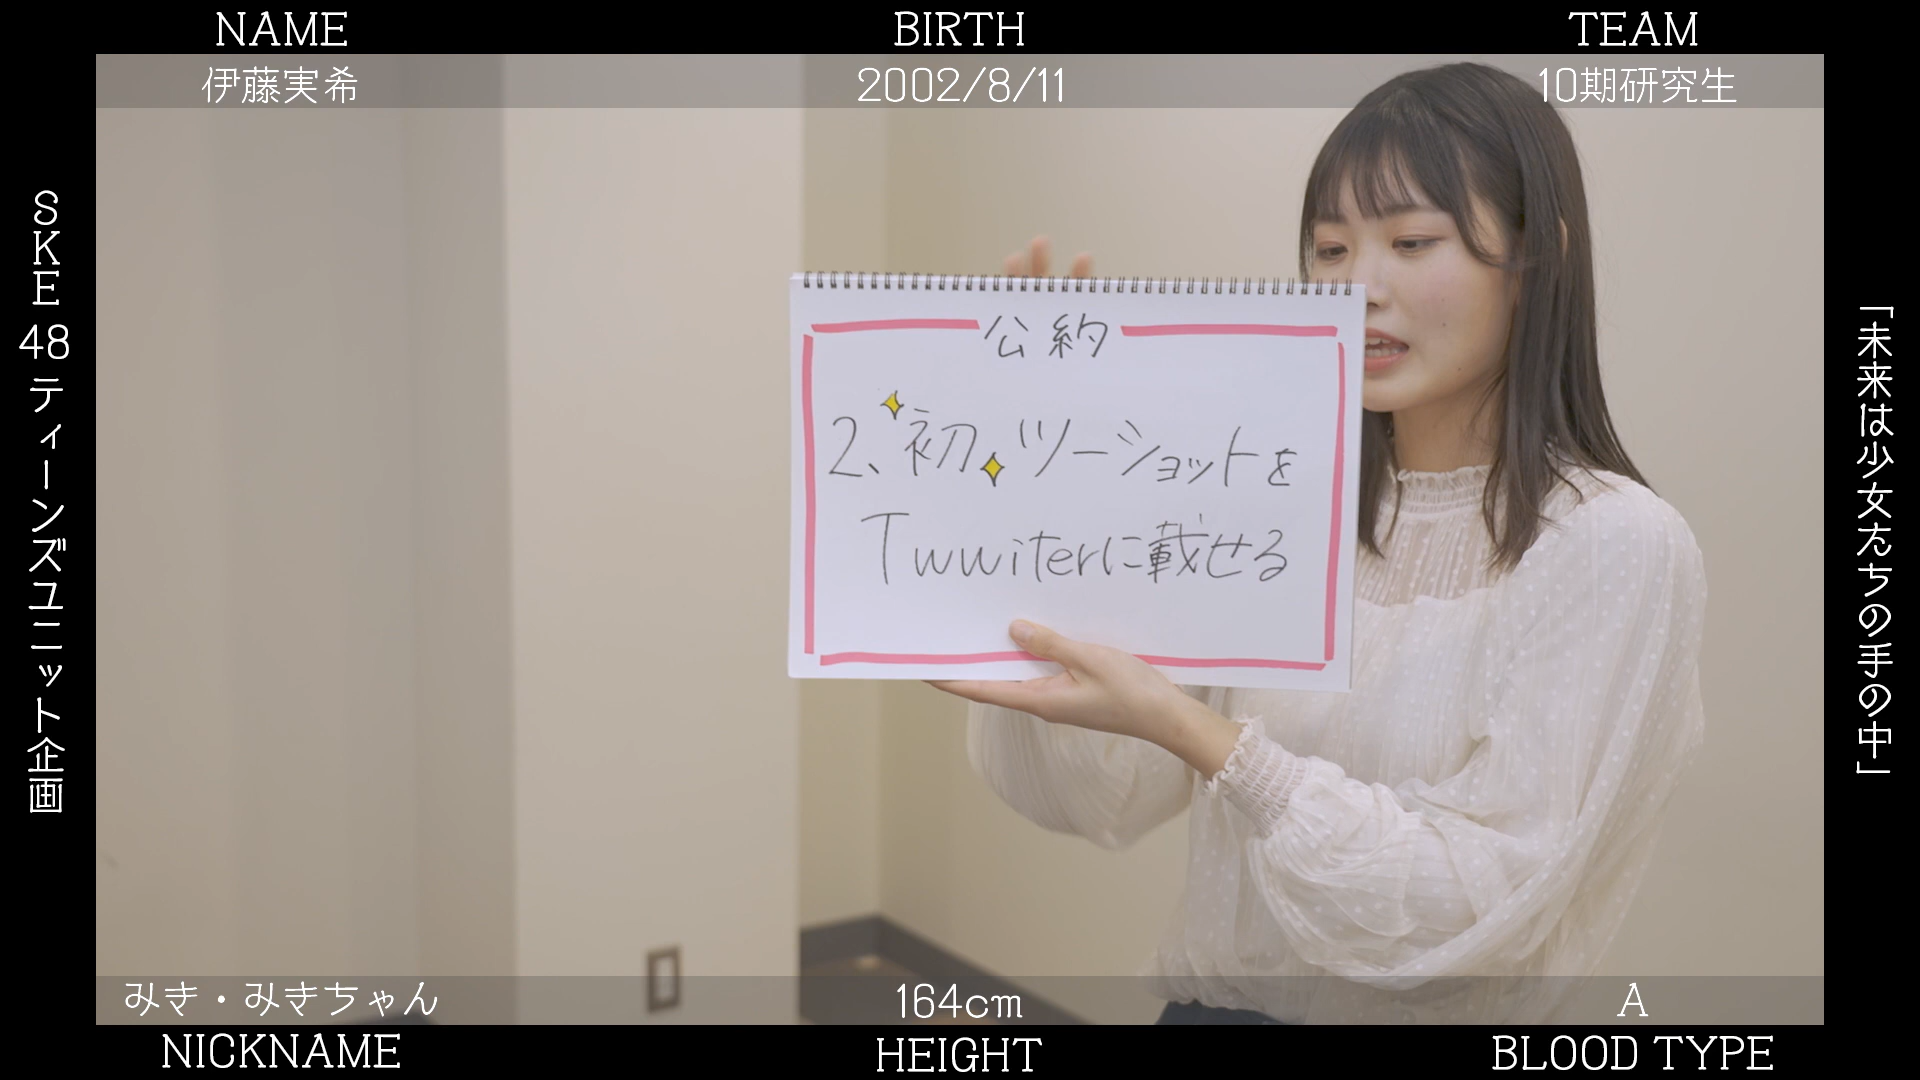 NAME
BIRTH
TEAM
伊藤実希
2002/8/11
10期研究生
SKE48ティーンズユニット企画
「未来は少女たちの手の中」
公約
2、初ツーショットを
Twwiterに載せる
みき・みきちゃん
164cm
A
NICKNAME
HEIGHT
BLOOD TYPE